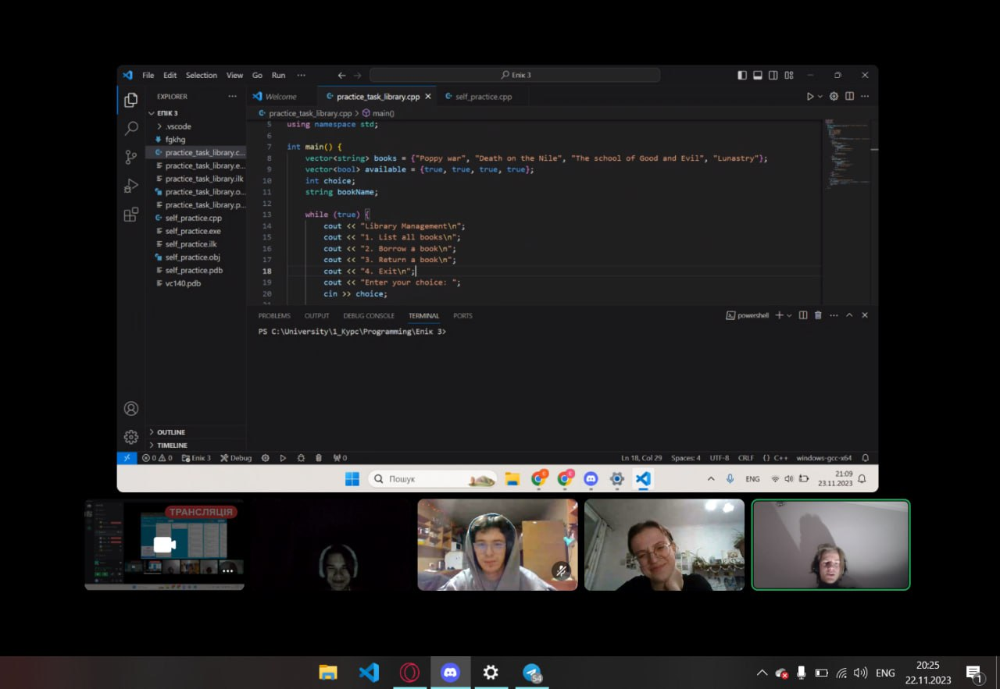 File Edit Selection View Go Run ···
Епік 3
EXPLORER ···
ЕПІК 3
.vscode
fgkhg
practice_task_library.c...
practice_task_library.e...
practice_task_library.ilk
practice_task_library.o...
practice_task_library.p...
self_practice.cpp
self_practice.exe
self_practice.ilk
self_practice.obj
self_practice.pdb
vc140.pdb
OUTLINE
TIMELINE
Welcome practice_task_library.cpp self_practice.cpp
practice_task_library.cpp > main()
5 using namespace std;
6
7 int main() {
8 vector<string> books = {"Poppy war", "Death on the Nile", "The school of Good and Evil", "Lunastry"};
9 vector<bool> available = {true, true, true, true};
10 int choice;
11 string bookName;
12
13 while (true) {
14 cout << "Library Management\n";
15 cout << "1. List all books\n";
16 cout << "2. Borrow a book\n";
17 cout << "3. Return a book\n";
18 cout << "4. Exit\n";
19 cout << "Enter your choice: ";
20 cin >> choice;
PROBLEMS OUTPUT DEBUG CONSOLE TERMINAL PORTS
powershell
PS C:\University\1_Курс\Programming\Епік 3>
0 0 Епік 3 Debug 0
Ln 18, Col 29 Spaces: 4 UTF-8 CRLF {} C++ windows-gcc-x64
Пошук
ENG
21:09
23.11.2023
ТРАНСЛЯЦІЯ
54
ENG
20:25
22.11.2023
1